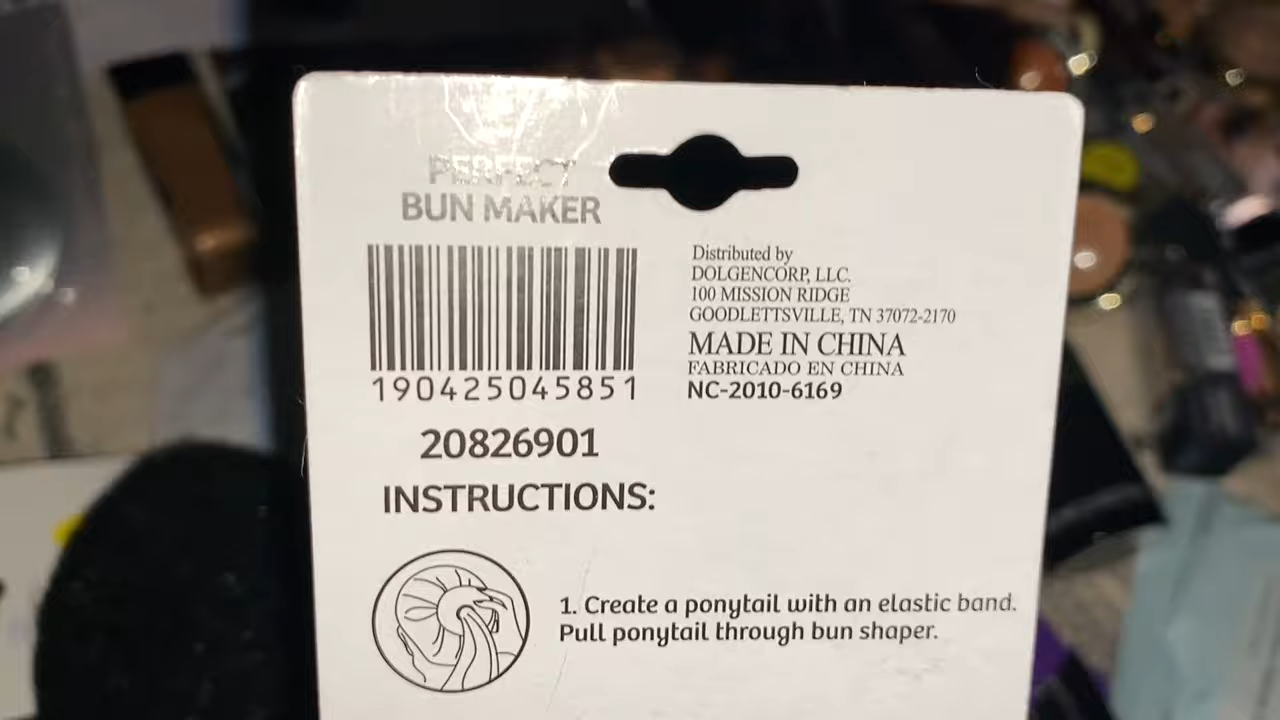 PERFECT
BUN MAKER
190425045851
20826901
Distributed by
DOLGENCORP, LLC.
100 MISSION RIDGE
GOODLETTSVILLE, TN 37072-2170
MADE IN CHINA
FABRICADO EN CHINA
NC-2010-6169
INSTRUCTIONS:
1. Create a ponytail with an elastic band.
Pull ponytail through bun shaper.